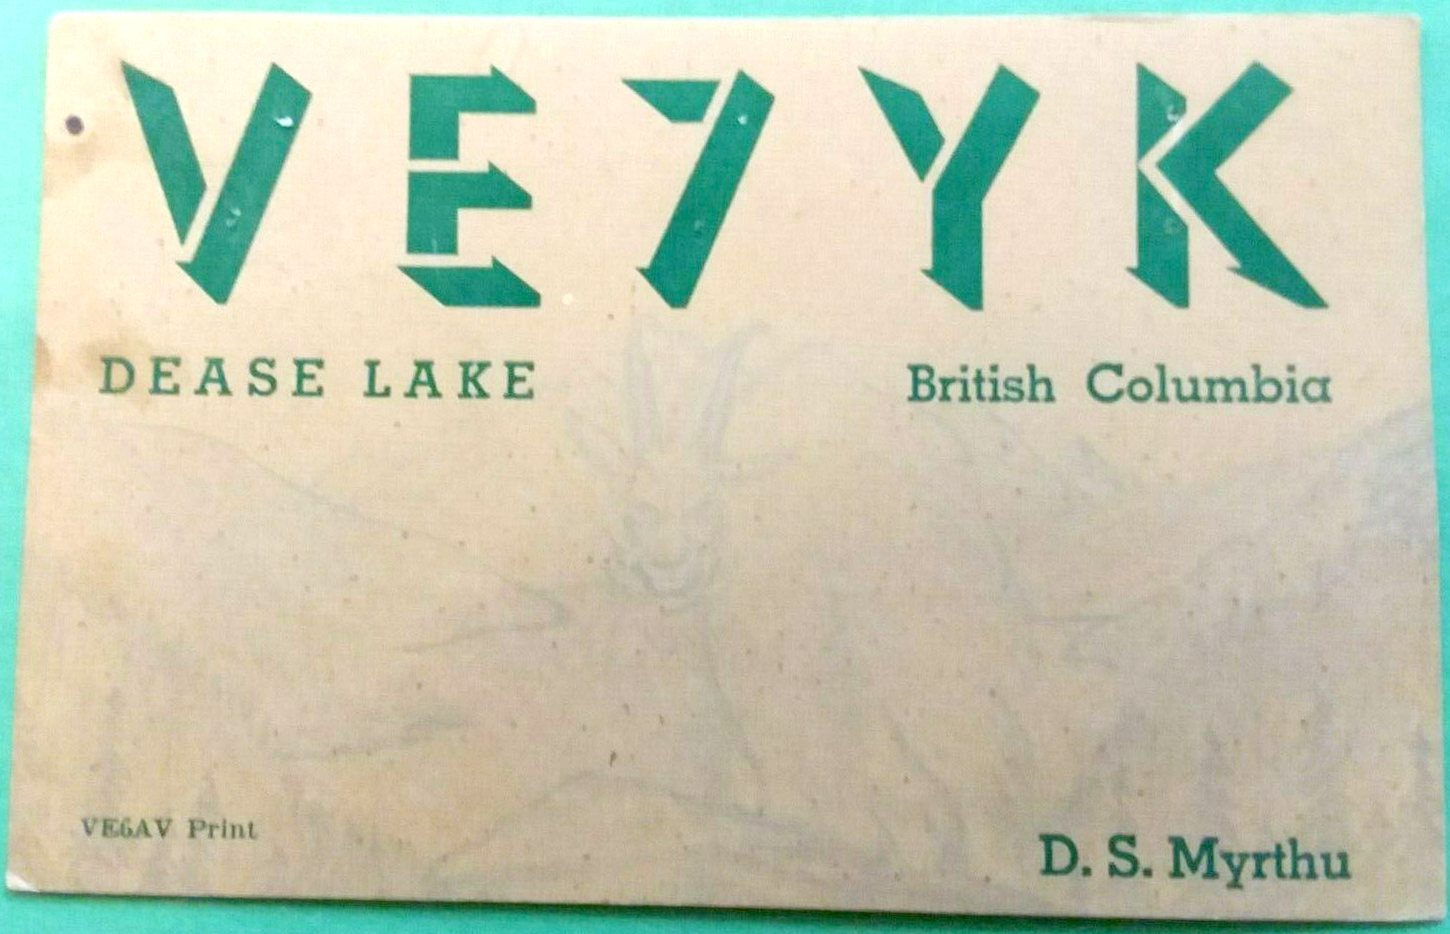 VE7YK
DEASE LAKE British Columbia
VE6AV Print
D. S. Myrthu